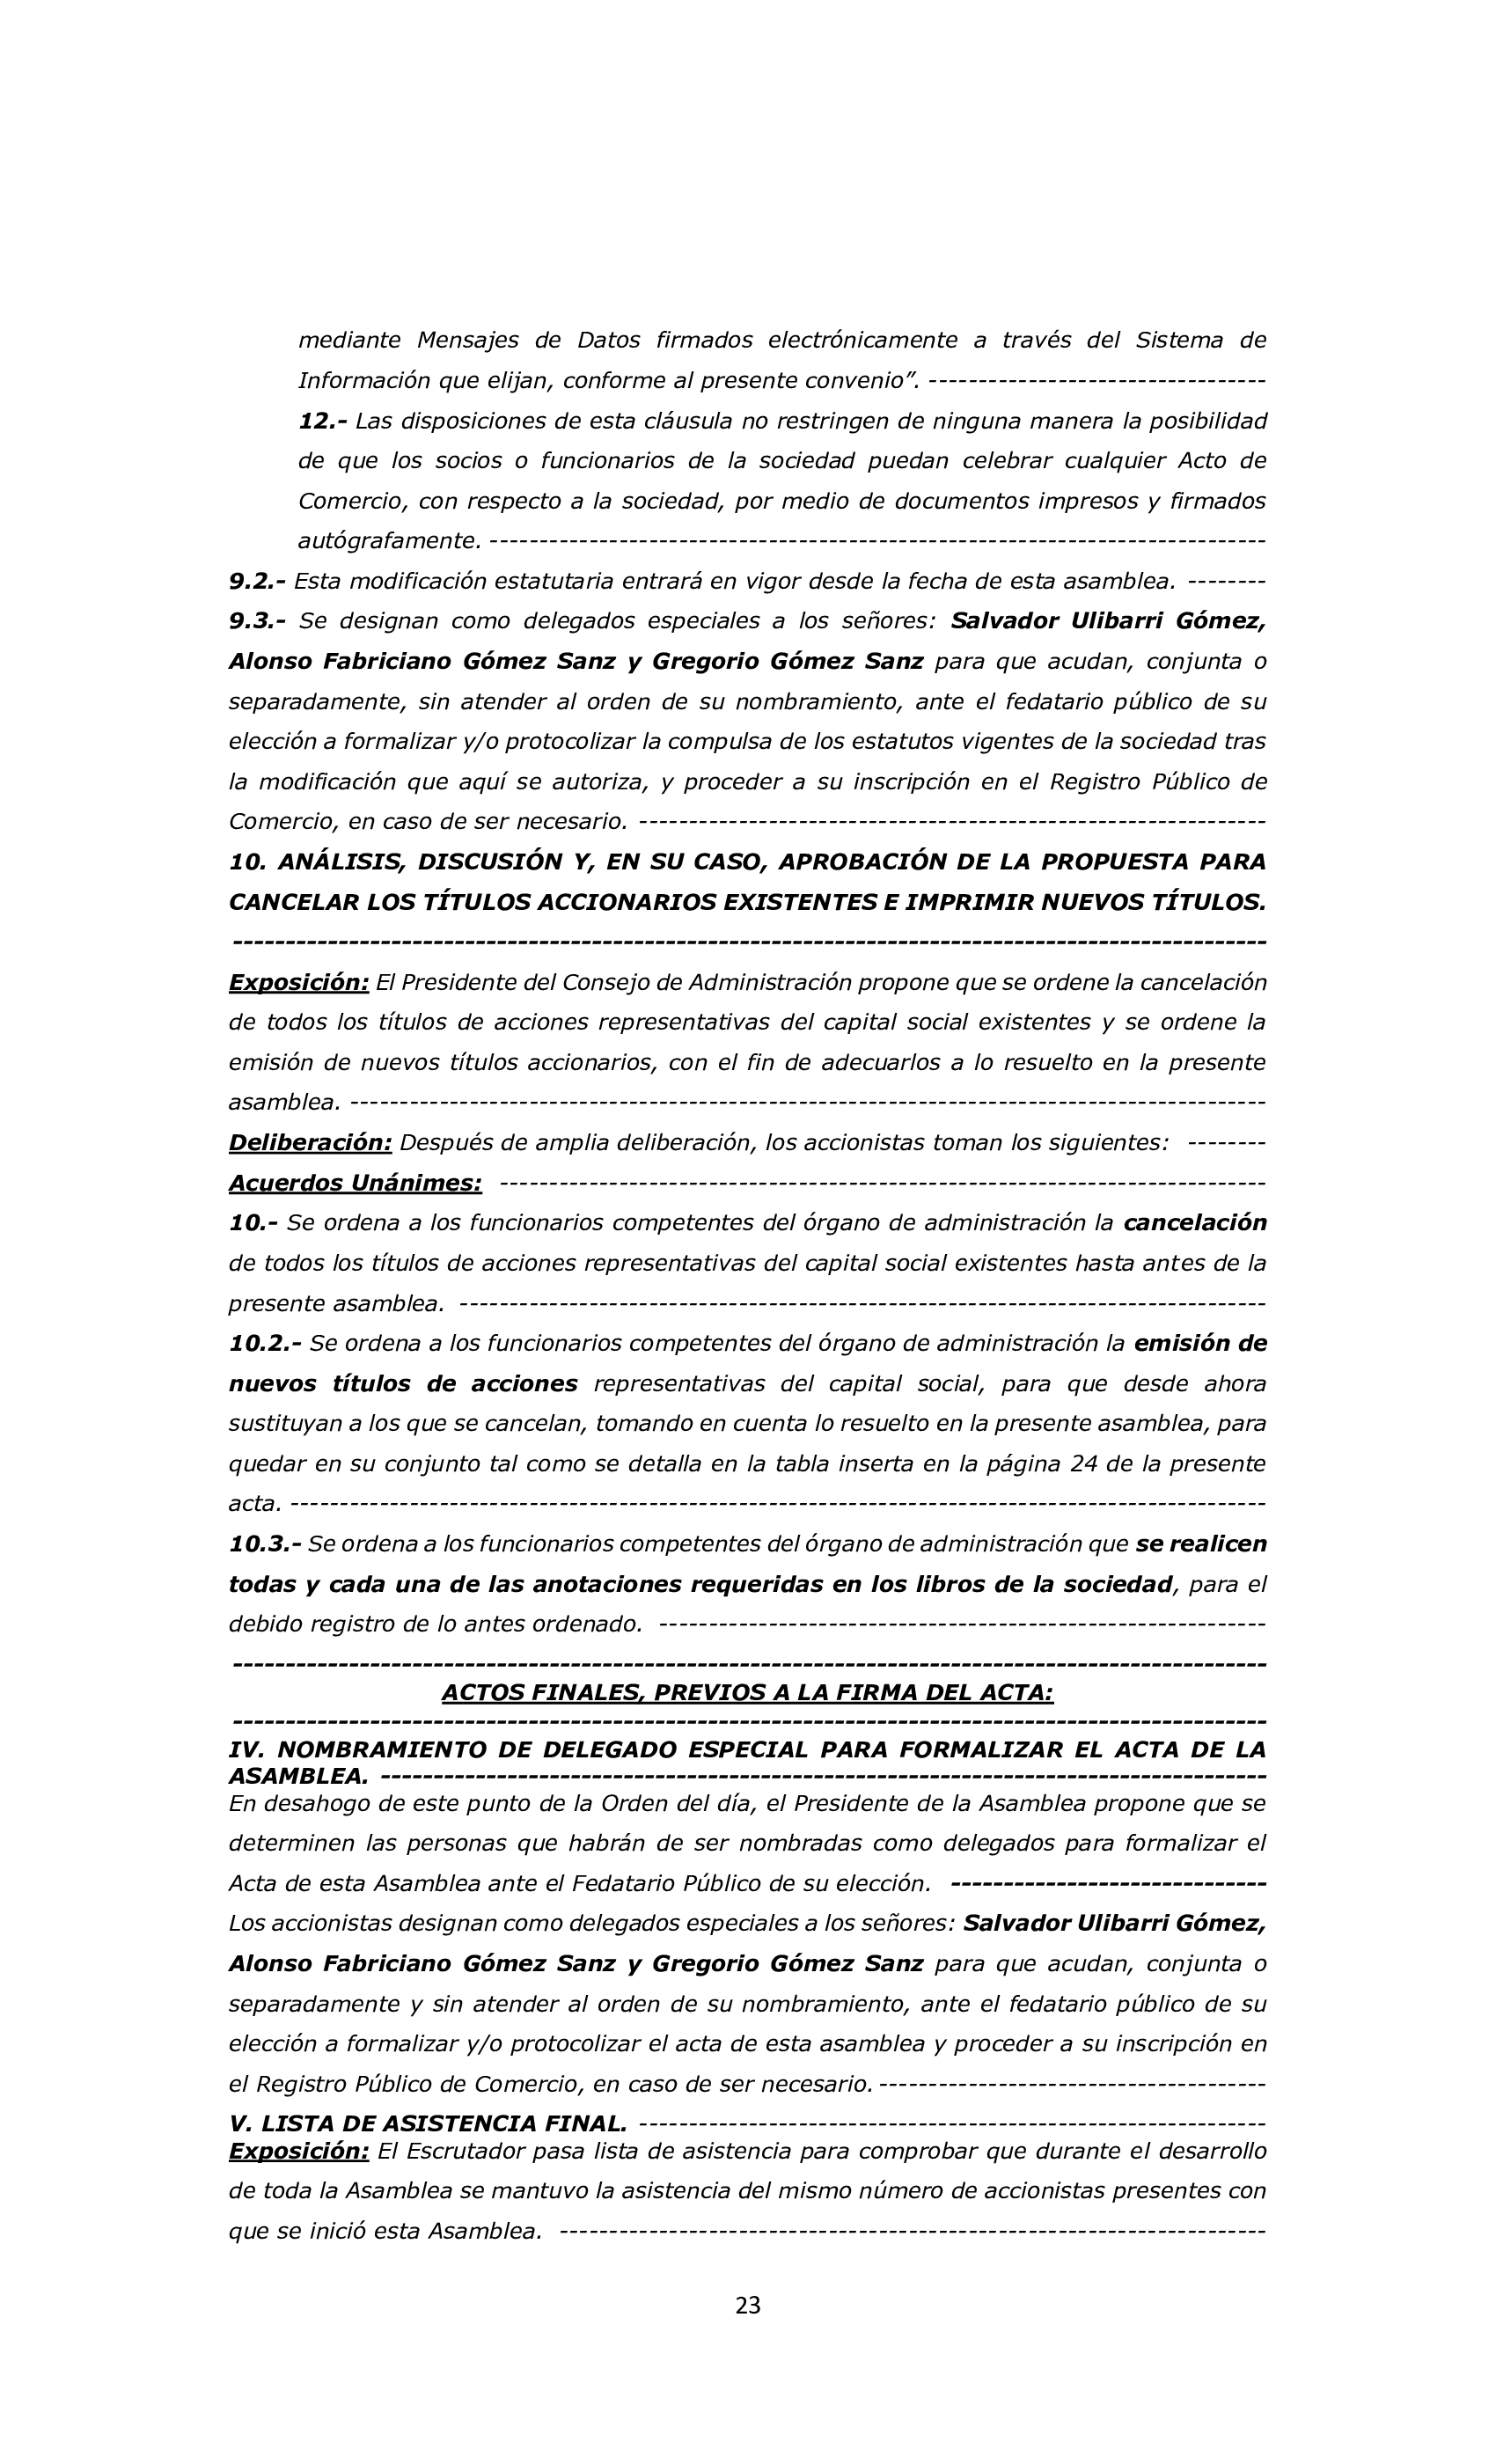 mediante Mensajes de Datos firmados electrónicamente a través del Sistema de
Información que elijan, conforme al presente convenio”. ----------------------------------
12.- Las disposiciones de esta cláusula no restringen de ninguna manera la posibilidad
de que los socios o funcionarios de la sociedad puedan celebrar cualquier Acto de
Comercio, con respecto a la sociedad, por medio de documentos impresos y firmados
autógrafamente. ------------------------------------------------------------------------------
9.2.- Esta modificación estatutaria entrará en vigor desde la fecha de esta asamblea. --------
9.3.- Se designan como delegados especiales a los señores: Salvador Ulibarri Gómez,
Alonso Fabriciano Gómez Sanz y Gregorio Gómez Sanz para que acudan, conjunta o
separadamente, sin atender al orden de su nombramiento, ante el fedatario público de su
elección a formalizar y/o protocolizar la compulsa de los estatutos vigentes de la sociedad tras
la modificación que aquí se autoriza, y proceder a su inscripción en el Registro Público de
Comercio, en caso de ser necesario. ---------------------------------------------------------------
10. ANÁLISIS, DISCUSIÓN Y, EN SU CASO, APROBACIÓN DE LA PROPUESTA PARA
CANCELAR LOS TÍTULOS ACCIONARIOS EXISTENTES E IMPRIMIR NUEVOS TÍTULOS.
--------------------------------------------------------------------------------------------------
Exposición: El Presidente del Consejo de Administración propone que se ordene la cancelación
de todos los títulos de acciones representativas del capital social existentes y se ordene la
emisión de nuevos títulos accionarios, con el fin de adecuarlos a lo resuelto en la presente
asamblea. --------------------------------------------------------------------------------------------
Deliberación: Después de amplia deliberación, los accionistas toman los siguientes: --------
Acuerdos Unánimes: -----------------------------------------------------------------------------
10.- Se ordena a los funcionarios competentes del órgano de administración la cancelación
de todos los títulos de acciones representativas del capital social existentes hasta antes de la
presente asamblea. ---------------------------------------------------------------------------------
10.2.- Se ordena a los funcionarios competentes del órgano de administración la emisión de
nuevos títulos de acciones representativas del capital social, para que desde ahora
sustituyan a los que se cancelan, tomando en cuenta lo resuelto en la presente asamblea, para
quedar en su conjunto tal como se detalla en la tabla inserta en la página 24 de la presente
acta. --------------------------------------------------------------------------------------------------
10.3.- Se ordena a los funcionarios competentes del órgano de administración que se realicen
todas y cada una de las anotaciones requeridas en los libros de la sociedad, para el
debido registro de lo antes ordenado. -------------------------------------------------------------
--------------------------------------------------------------------------------------------------
ACTOS FINALES, PREVIOS A LA FIRMA DEL ACTA:
--------------------------------------------------------------------------------------------------
IV. NOMBRAMIENTO DE DELEGADO ESPECIAL PARA FORMALIZAR EL ACTA DE LA
ASAMBLEA. ------------------------------------------------------------------------------------
En desahogo de este punto de la Orden del día, el Presidente de la Asamblea propone que se
determinen las personas que habrán de ser nombradas como delegados para formalizar el
Acta de esta Asamblea ante el Fedatario Público de su elección. ------------------------------
Los accionistas designan como delegados especiales a los señores: Salvador Ulibarri Gómez,
Alonso Fabriciano Gómez Sanz y Gregorio Gómez Sanz para que acudan, conjunta o
separadamente y sin atender al orden de su nombramiento, ante el fedatario público de su
elección a formalizar y/o protocolizar el acta de esta asamblea y proceder a su inscripción en
el Registro Público de Comercio, en caso de ser necesario. ---------------------------------------
V. LISTA DE ASISTENCIA FINAL. ---------------------------------------------------------------
Exposición: El Escrutador pasa lista de asistencia para comprobar que durante el desarrollo
de toda la Asamblea se mantuvo la asistencia del mismo número de accionistas presentes con
que se inició esta Asamblea. -----------------------------------------------------------------------
23